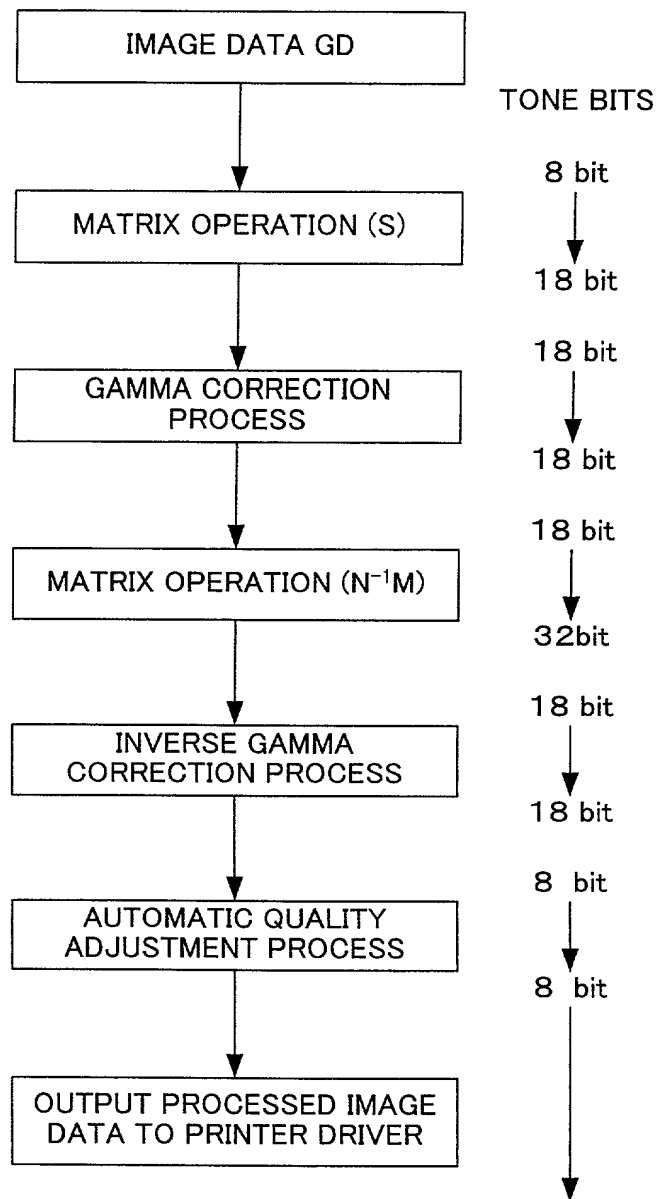 IMAGE DATA GD
TONE BITS
8 bit
MATRIX OPERATION (S)
18 bit
18 bit
GAMMA CORRECTION
PROCESS
18 bit
18 bit
MATRIX OPERATION (N⁻¹M)
32bit
18 bit
INVERSE GAMMA
CORRECTION PROCESS
18 bit
8 bit
AUTOMATIC QUALITY
ADJUSTMENT PROCESS
8 bit
OUTPUT PROCESSED IMAGE
DATA TO PRINTER DRIVER